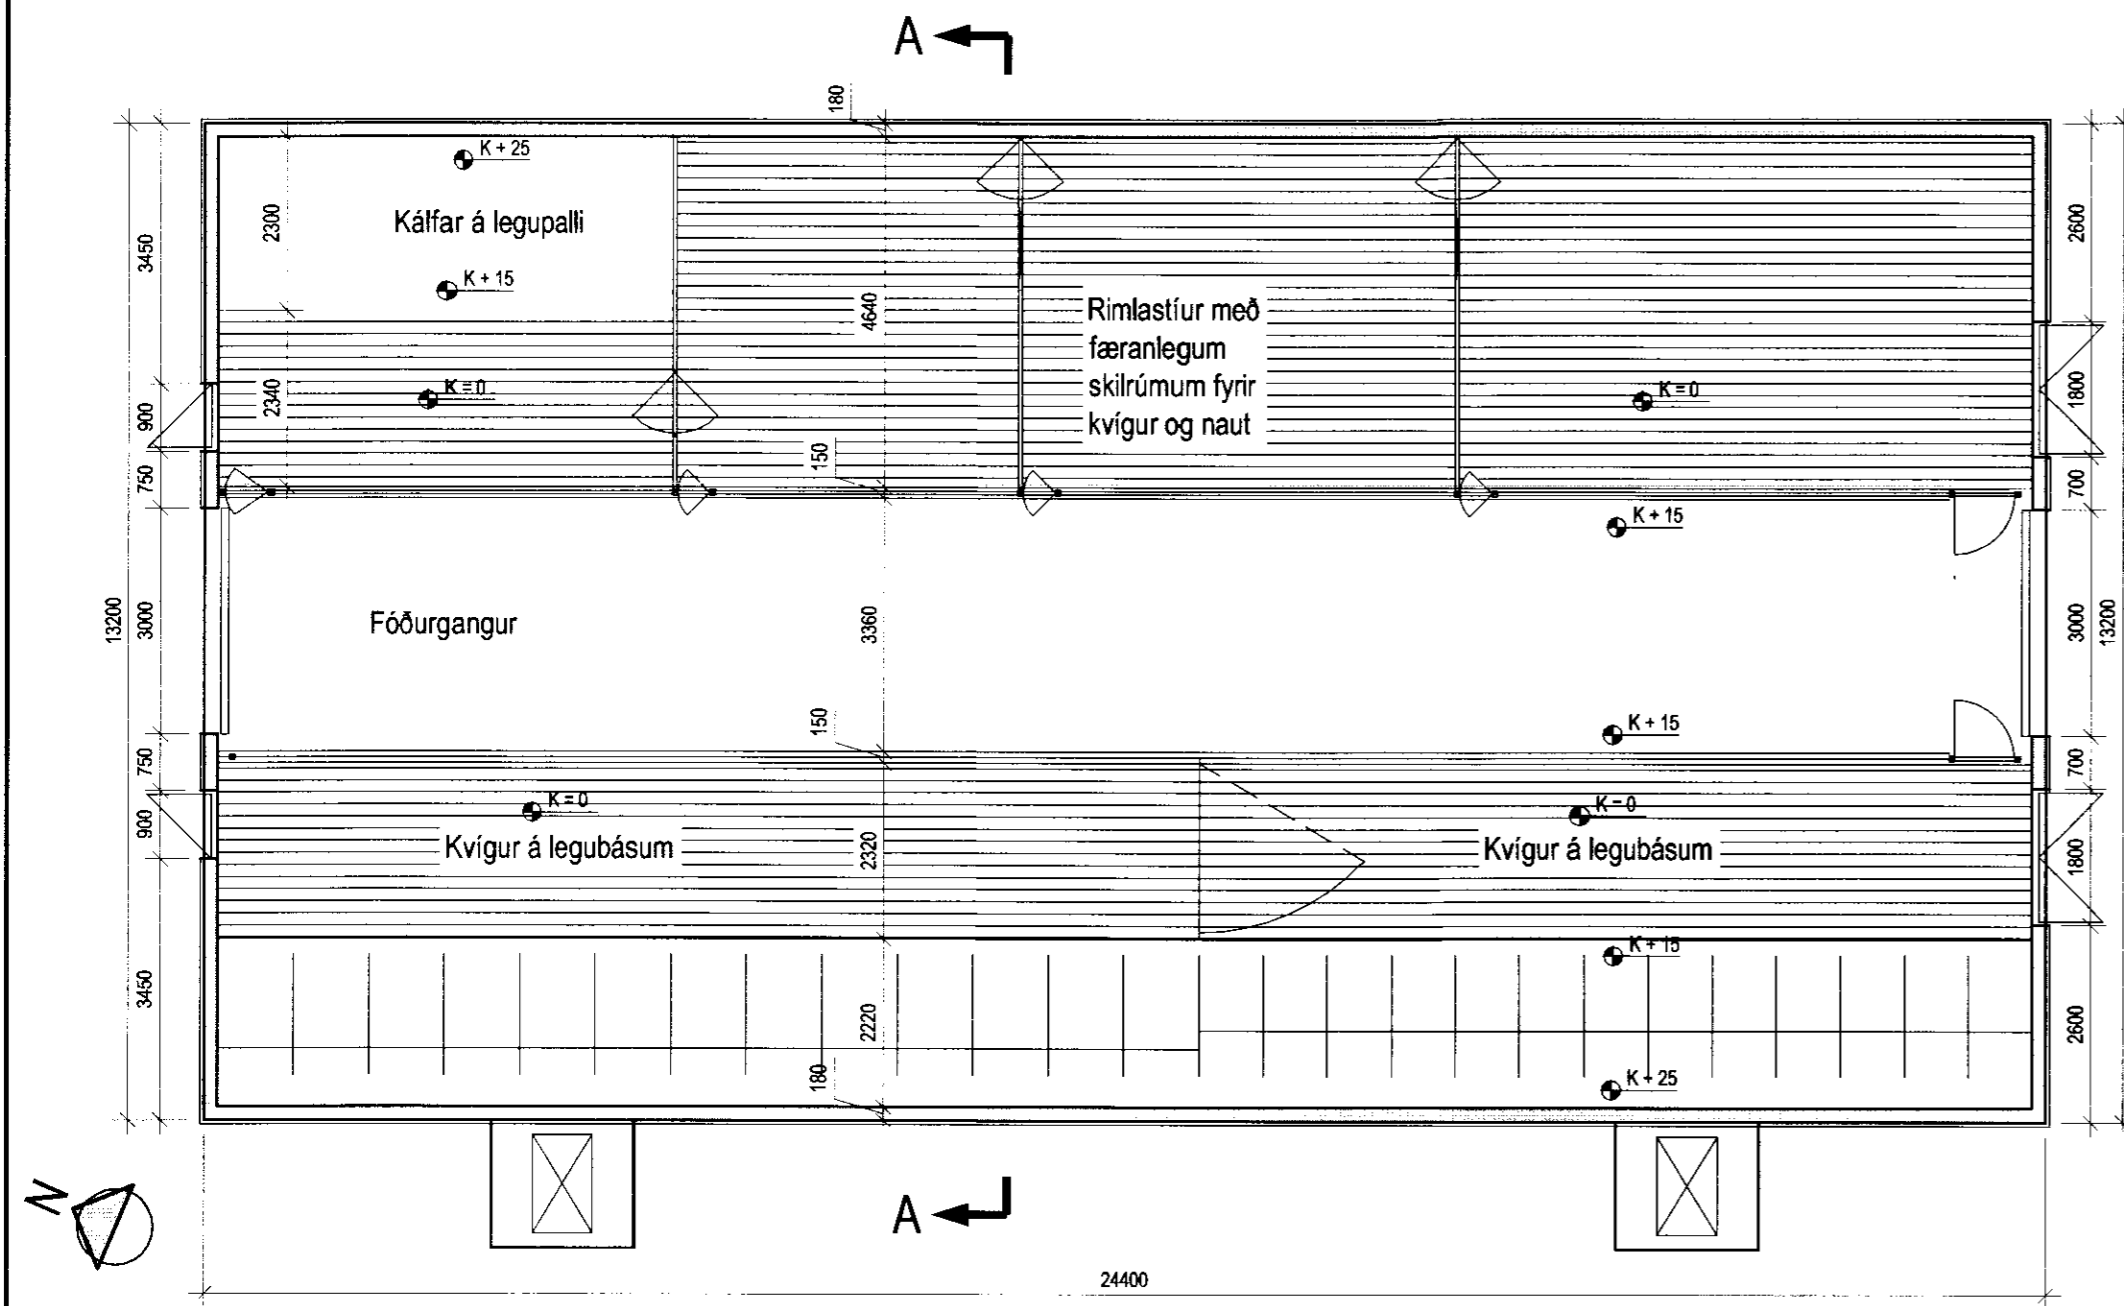 A
180
K + 25
2300
Kálfar á legupalli
3450
2600
K + 15
4640
Rimlastíur með
færanlegum
skilrúmum fyrir
kvígur og naut
K = 0
2340
K = 0
900
1800
150
750
700
K + 15
13200
3000
Fóðurgangur
3360
3000
13200
150
K + 15
750
700
K = 0
K - 0
900
Kvígur á legubásum
2320
Kvígur á legubásum
1800
K + 15
3450
2220
2600
180
K + 25
N
A
24400